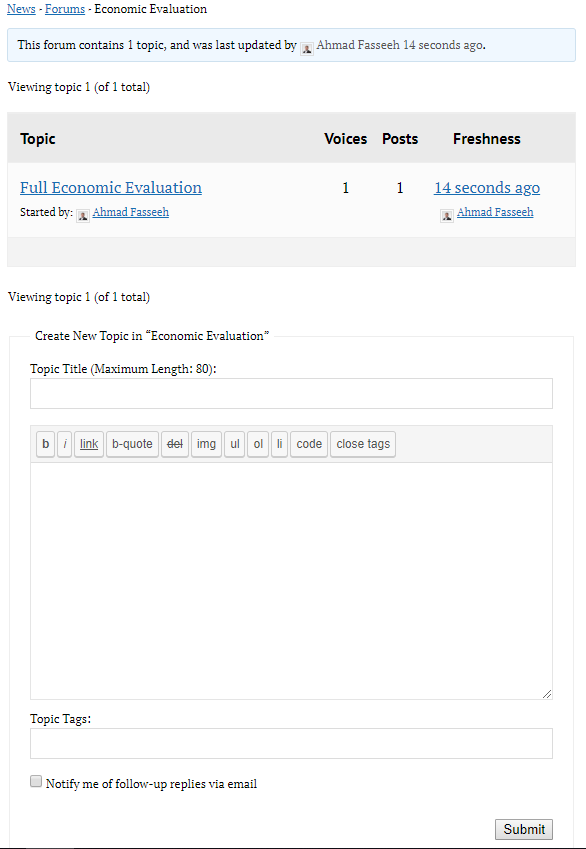 News - Forums - Economic Evaluation
This forum contains 1 topic, and was last updated by Ahmad Fasseeh 14 seconds ago.
Viewing topic 1 (of 1 total)
Topic Voices Posts Freshness
Full Economic Evaluation 1 1 14 seconds ago
Started by: Ahmad Fasseeh Ahmad Fasseeh
Viewing topic 1 (of 1 total)
Create New Topic in “Economic Evaluation”
Topic Title (Maximum Length: 80):
b i link b-quote del img ul ol li code close tags
Topic Tags:
Notify me of follow-up replies via email
Submit